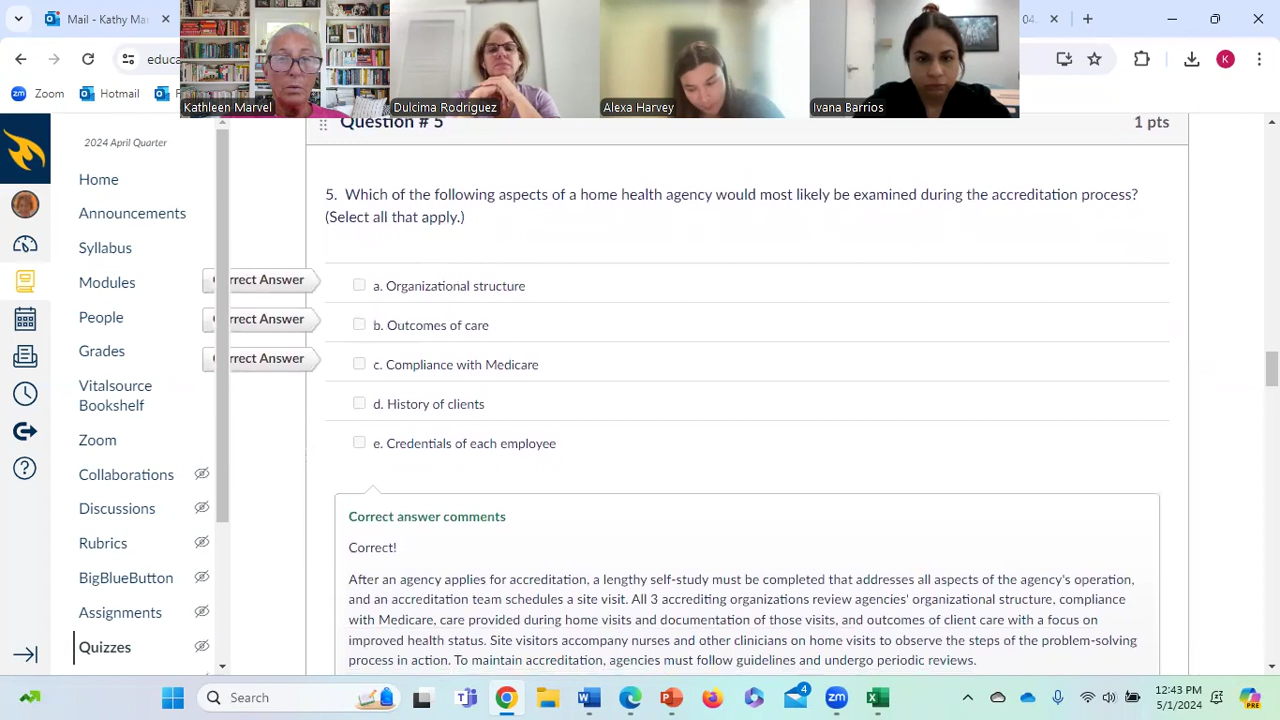 Mail - Kathy Mar
04
educa
K
Zoom
Hotmail
Kathleen Marvel
Dulcima Rodriguez
Alexa Harvey
Ivana Barrios
2024 April Quarter
Home
Announcements
Syllabus
Modules
People
Grades
Vitalsource
Bookshelf
Zoom
Collaborations
Discussions
Rubrics
BigBlueButton
Assignments
Quizzes
Question # 5
1 pts
5. Which of the following aspects of a home health agency would most likely be examined during the accreditation process?
(Select all that apply.)
Correct Answer
a. Organizational structure
Correct Answer
b. Outcomes of care
Correct Answer
c. Compliance with Medicare
d. History of clients
e. Credentials of each employee
Correct answer comments
Correct!
After an agency applies for accreditation, a lengthy self-study must be completed that addresses all aspects of the agency's operation,
and an accreditation team schedules a site visit. All 3 accrediting organizations review agencies' organizational structure, compliance
with Medicare, care provided during home visits and documentation of those visits, and outcomes of client care with a focus on
improved health status. Site visitors accompany nurses and other clinicians on home visits to observe the steps of the problem-solving
process in action. To maintain accreditation, agencies must follow guidelines and undergo periodic reviews.
Search
4
12:43 PM
5/1/2024
PRE